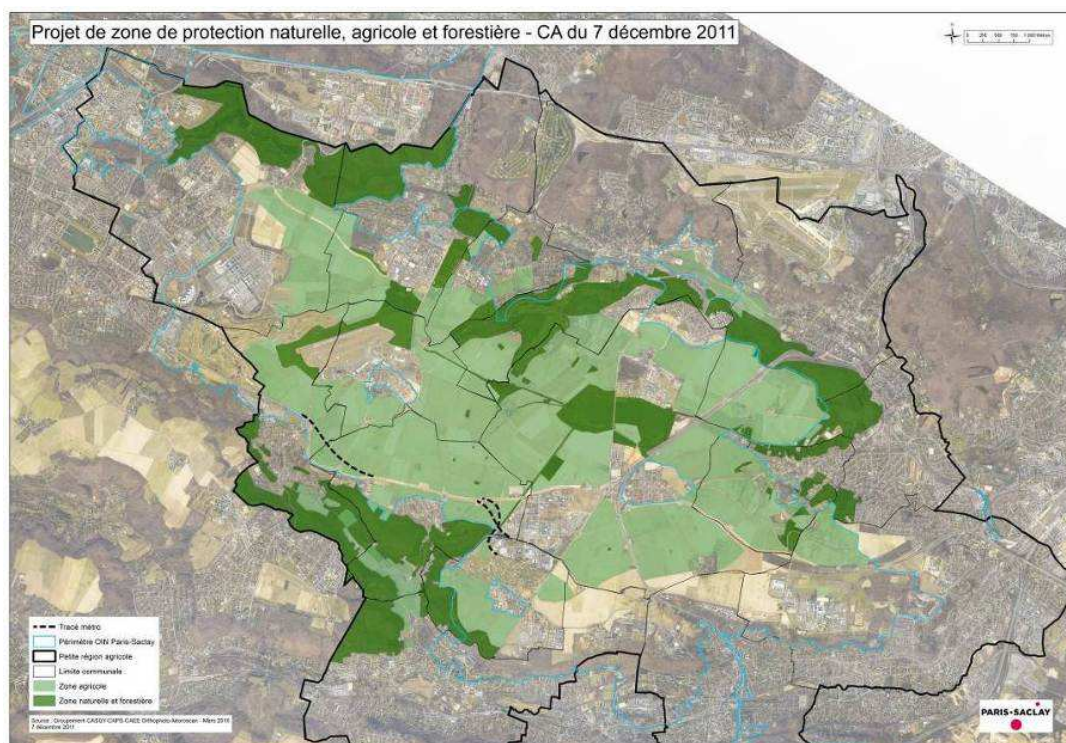 Projet de zone de protection naturelle, agricole et forestière - CA du 7 décembre 2011
Tracé métro
Périmètre OIN Paris-Saclay
Petite région agricole
Limite communale
Zone agricole
Zone naturelle et forestière
7 décembre 2011
PARIS-SACLAY